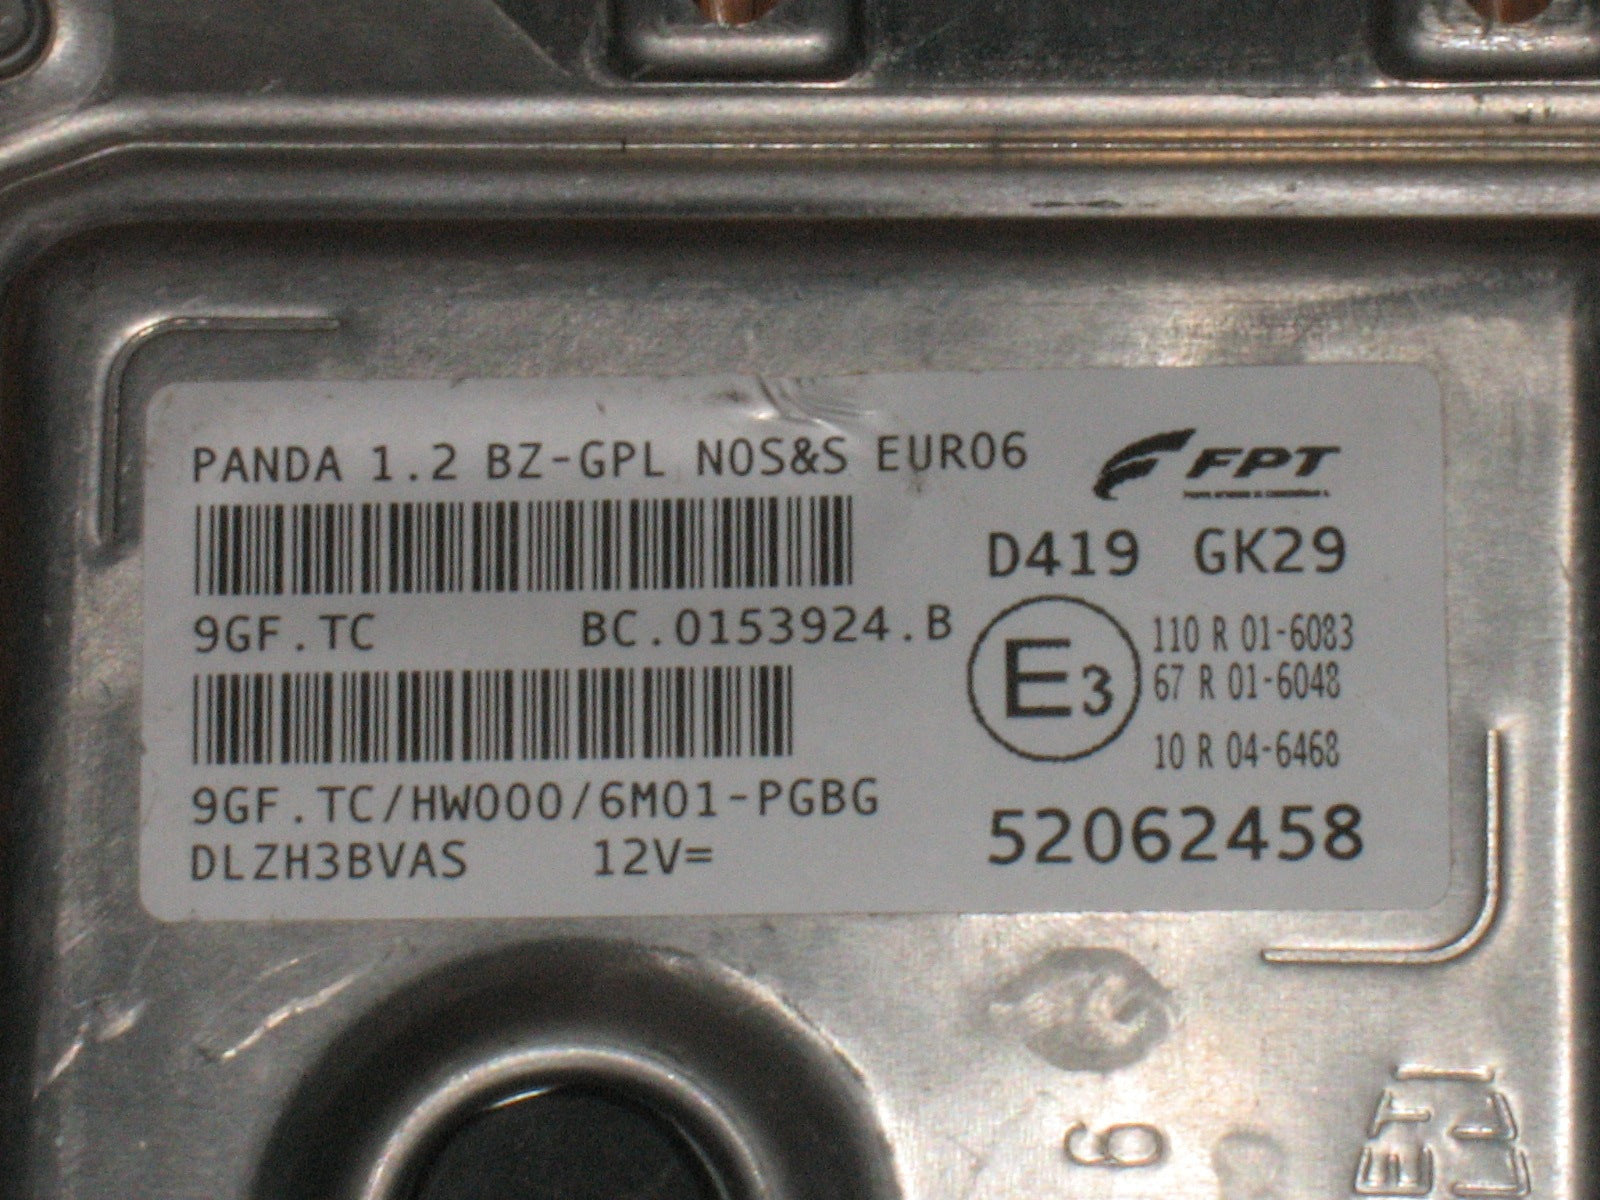 PANDA 1.2 BZ-GPL NOS&S EURO6
FPT
D419 GK29
9GF.TC BC.0153924.B
E3
110 R 01-6083
67 R 01-6048
10 R 04-6468
9GF.TC/HW000/6M01-PGBG
DLZH3BVAS 12V=
52062458